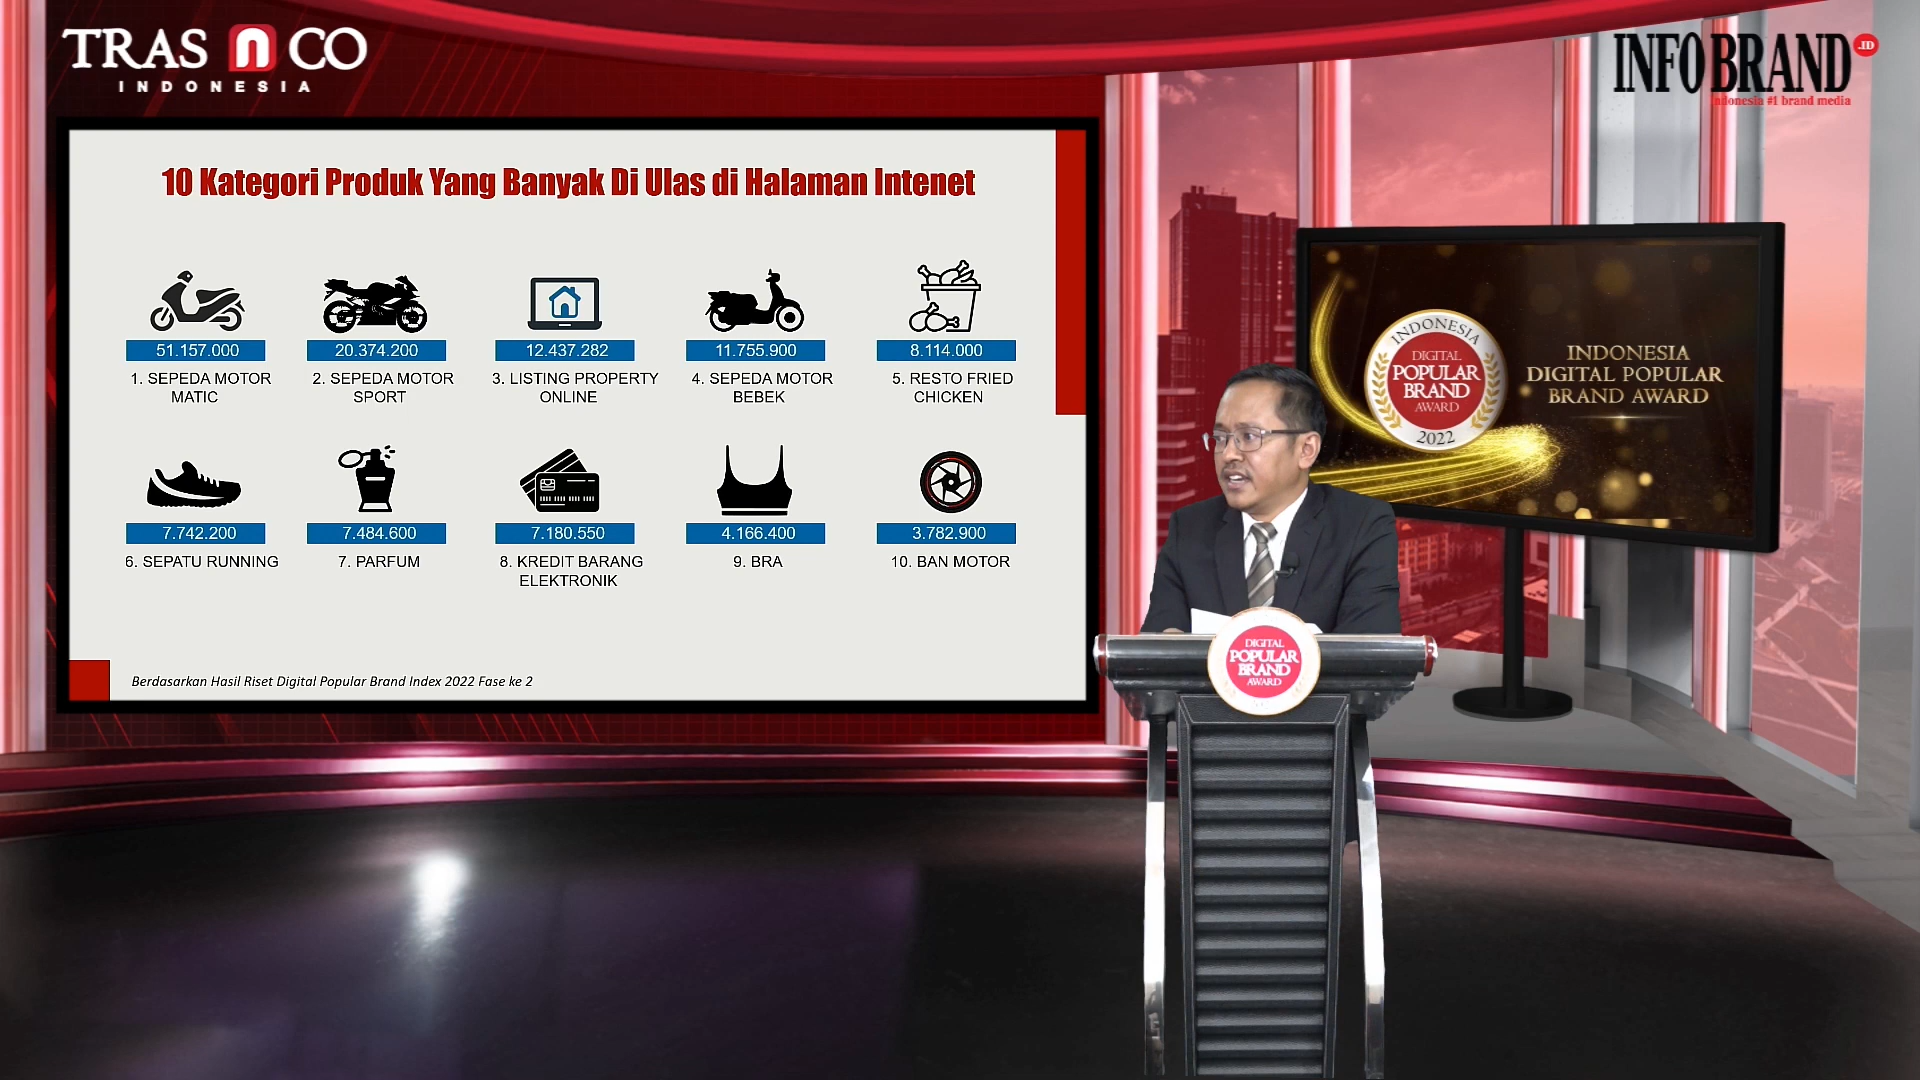 TRAS N CO
INDONESIA
INFOBRAND.ID
Indonesia #1 brand media
10 Kategori Produk Yang Banyak Di Ulas di Halaman Intenet
51.157.000
1. SEPEDA MOTOR
MATIC
20.374.200
2. SEPEDA MOTOR
SPORT
12.437.282
3. LISTING PROPERTY
ONLINE
11.755.900
4. SEPEDA MOTOR
BEBEK
8.114.000
5. RESTO FRIED
CHICKEN
7.742.200
6. SEPATU RUNNING
7.484.600
7. PARFUM
7.180.550
8. KREDIT BARANG
ELEKTRONIK
4.166.400
9. BRA
3.782.900
10. BAN MOTOR
Berdasarkan Hasil Riset Digital Popular Brand Index 2022 Fase ke 2
INDONESIA
DIGITAL
POPULAR
BRAND
AWARD
2022
INDONESIA
DIGITAL POPULAR
BRAND AWARD
DIGITAL
POPULAR
BRAND
AWARD